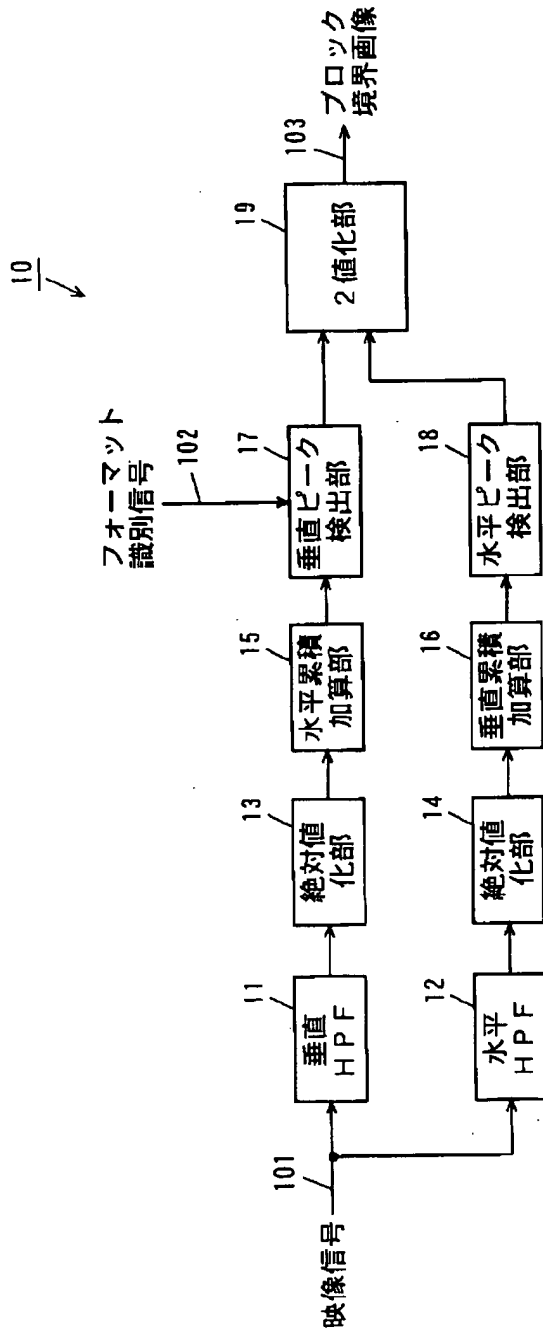 10
フォーマット
識別信号
102
映像信号
101
11
垂直
HPF
13
絶対値
化部
15
水平累積
加算部
17
垂直ピーク
検出部
12
水平
HPF
14
絶対値
化部
16
垂直累積
加算部
18
水平ピーク
検出部
19
2値化部
103
ブロック
境界画像